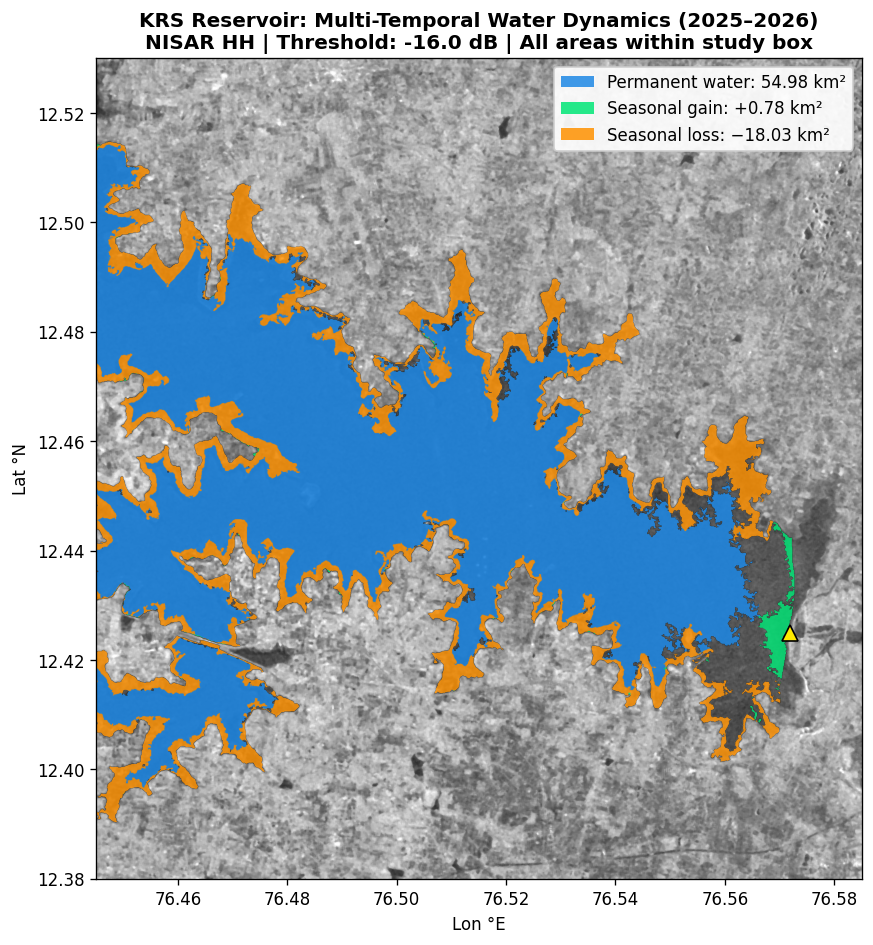 KRS Reservoir: Multi-Temporal Water Dynamics (2025–2026)
NISAR HH | Threshold: -16.0 dB | All areas within study box
Permanent water: 54.98 km²
Seasonal gain: +0.78 km²
Seasonal loss: −18.03 km²
12.52
12.50
12.48
12.46
12.44
12.42
12.40
12.38
Lat °N
76.46
76.48
76.50
76.52
76.54
76.56
76.58
Lon °E